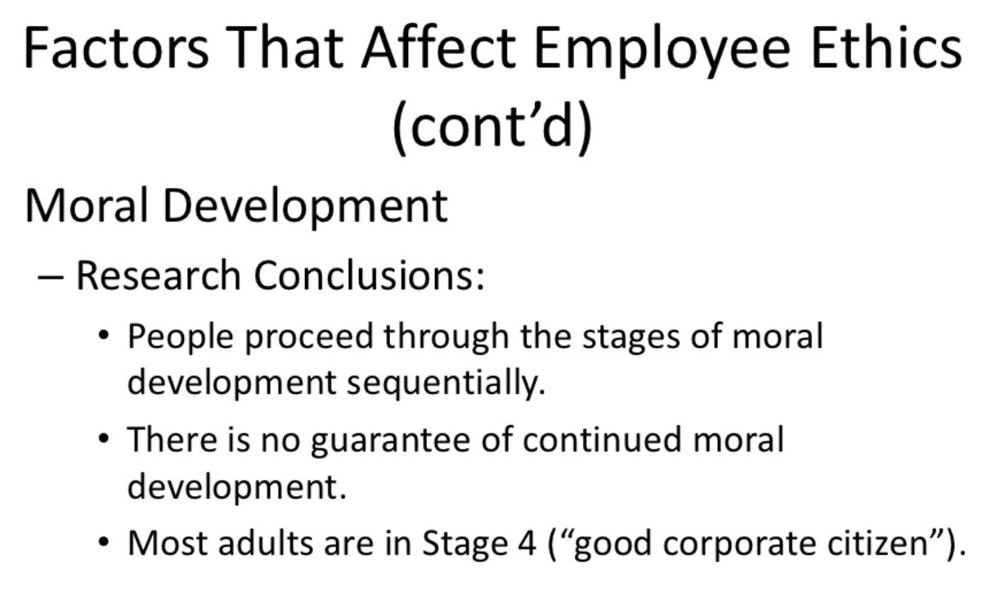 Factors That Affect Employee Ethics
(cont’d)
Moral Development
– Research Conclusions:
• People proceed through the stages of moral
development sequentially.
• There is no guarantee of continued moral
development.
• Most adults are in Stage 4 (“good corporate citizen”).